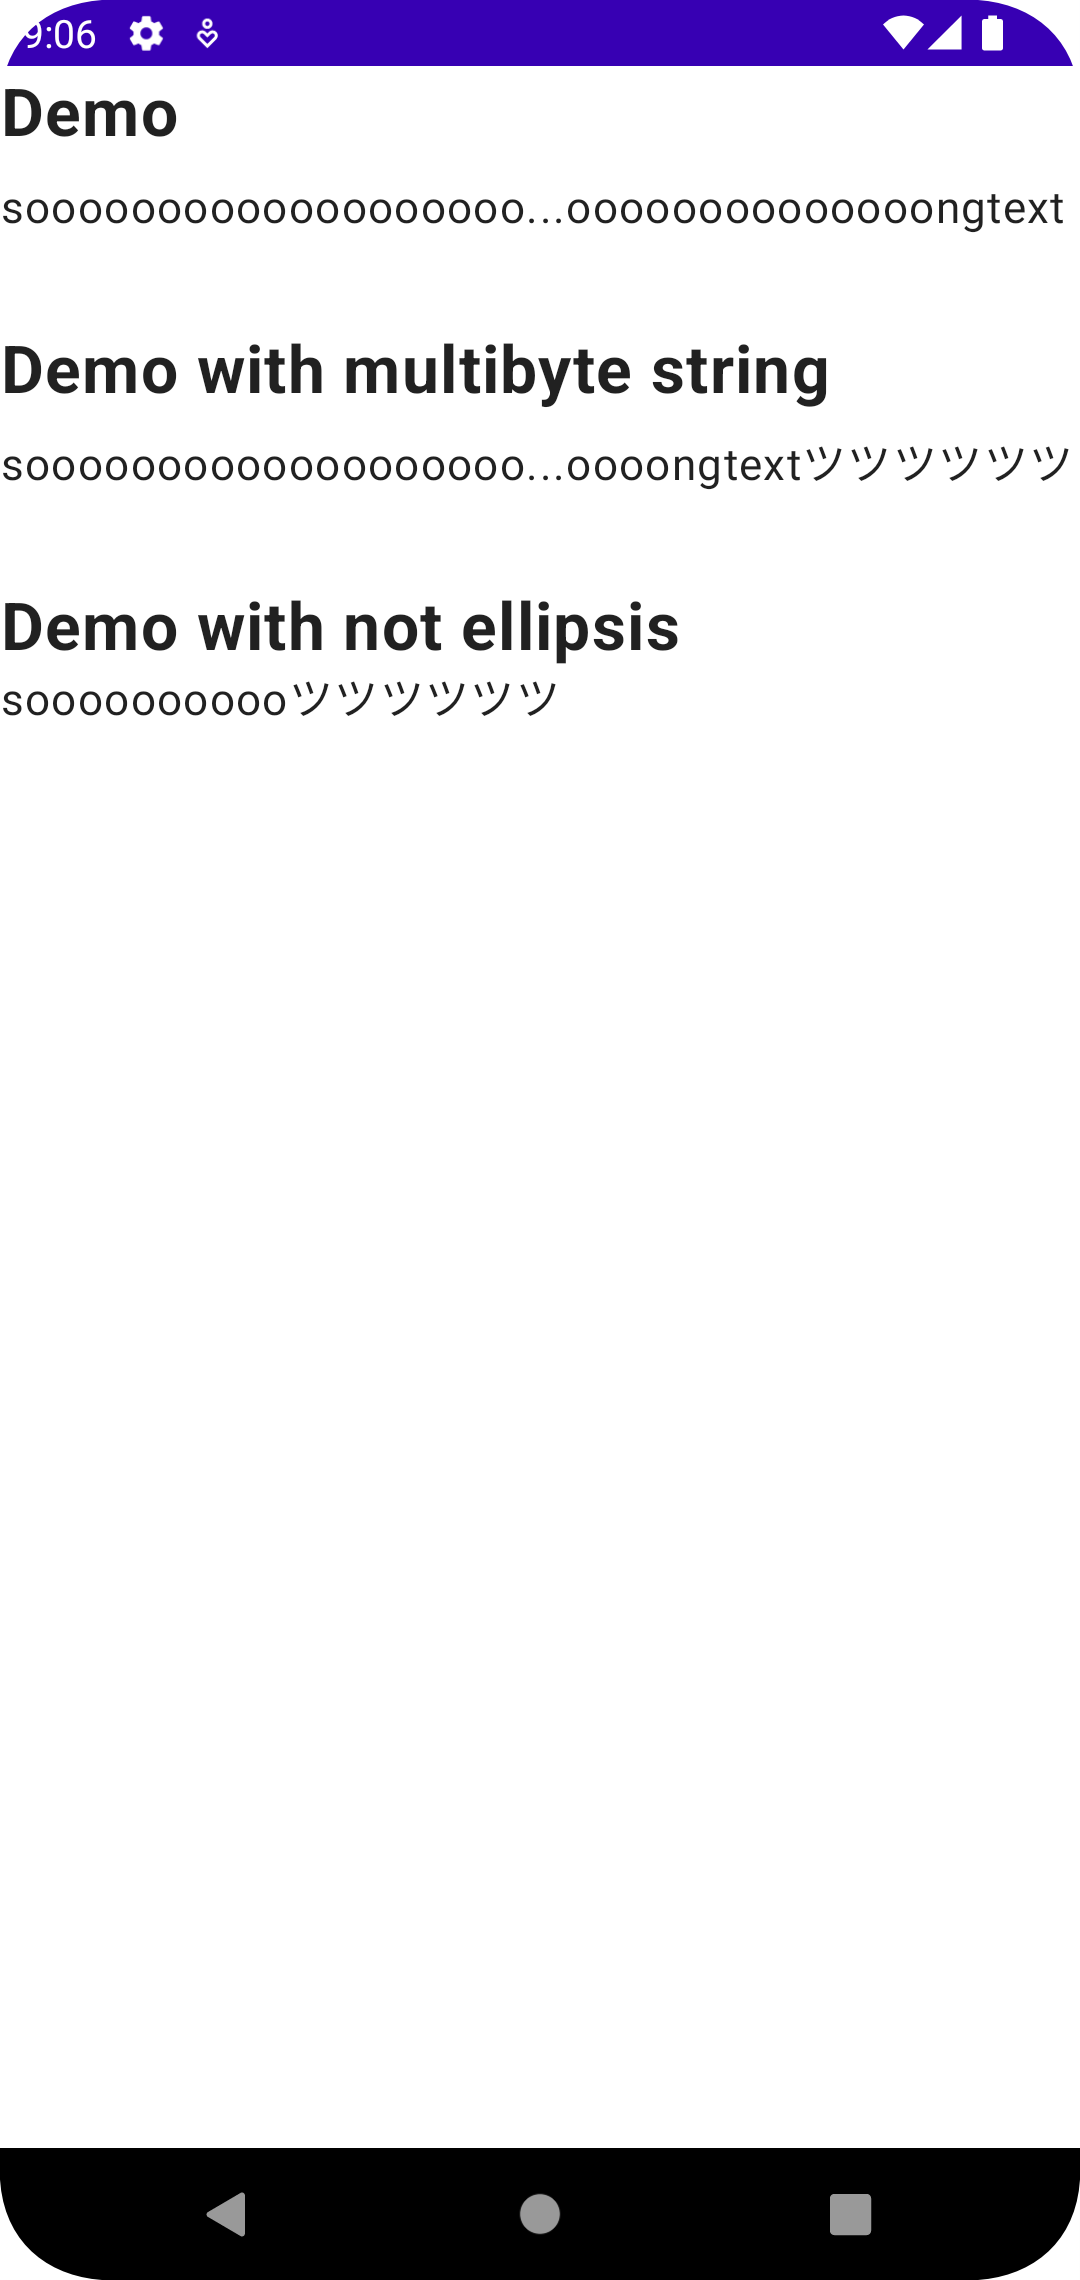 9:06
Demo
sooooooooooooooooooo...oooooooooooooongtext
Demo with multibyte string
sooooooooooooooooooo...oooongtextツツツツツツ
Demo with not ellipsis
sooooooooooツツツツツツ